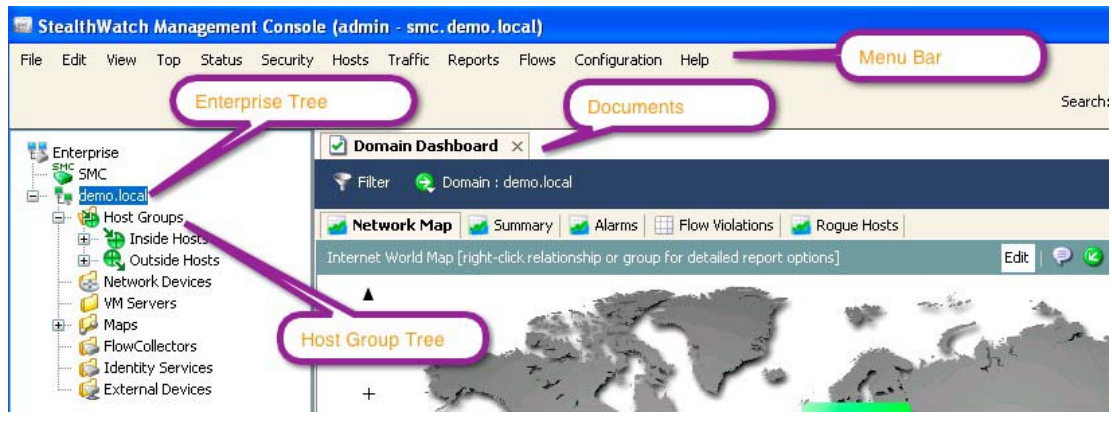 StealthWatch Management Console (admin - smc.demo.local)
File Edit View Top Status Security Hosts Traffic Reports Flows Configuration Help
Menu Bar
Enterprise Tree
Documents
Search:
Enterprise
SMC
SMC
demo.local
Host Groups
Inside Hosts
Outside Hosts
Network Devices
VM Servers
Maps
FlowCollectors
Identity Services
External Devices
Host Group Tree
Domain Dashboard
Filter Domain : demo.local
Network Map Summary Alarms Flow Violations Rogue Hosts
Internet World Map [right-click relationship or group for detailed report options] Edit